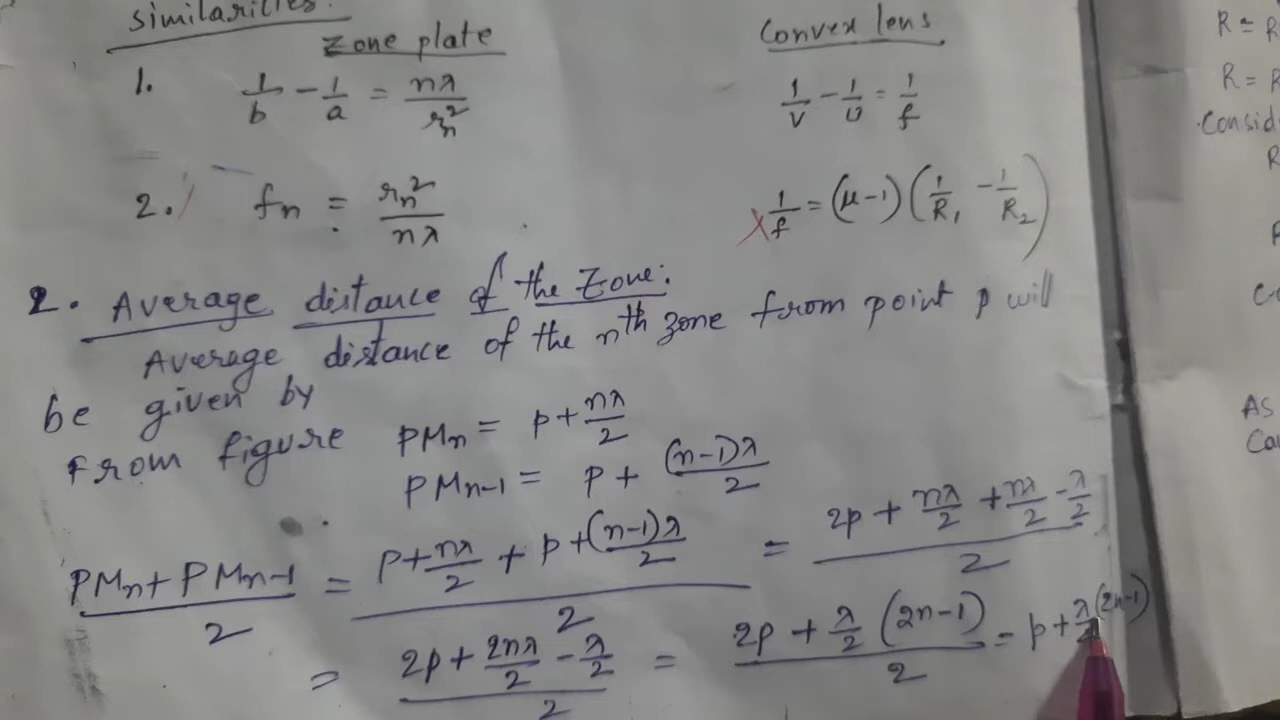 similarities.
Zone plate Convex lens
1. 1/b - 1/a = nλ/rₙ² 1/v - 1/u = 1/f
2. fₙ = rₙ²/nλ × 1/f = (μ-1)(1/R₁ - 1/R₂)
2. Average distance of the Zone:
Average distance of the nth zone from point p will
be given by
From figure PMₙ = p + nλ/2
PMₙ₋₁ = p + (n-1)λ/2
(PMₙ + PMₙ₋₁)/2 = (p + nλ/2 + p + (n-1)λ/2)/2 = (2p + nλ/2 + nλ/2 - λ/2)/2
= (2p + 2nλ/2 - λ/2)/2 = (2p + λ/2 (2n-1))/2 = p + λ/4 (2n-1)
R =
R =
Consid
R
AS